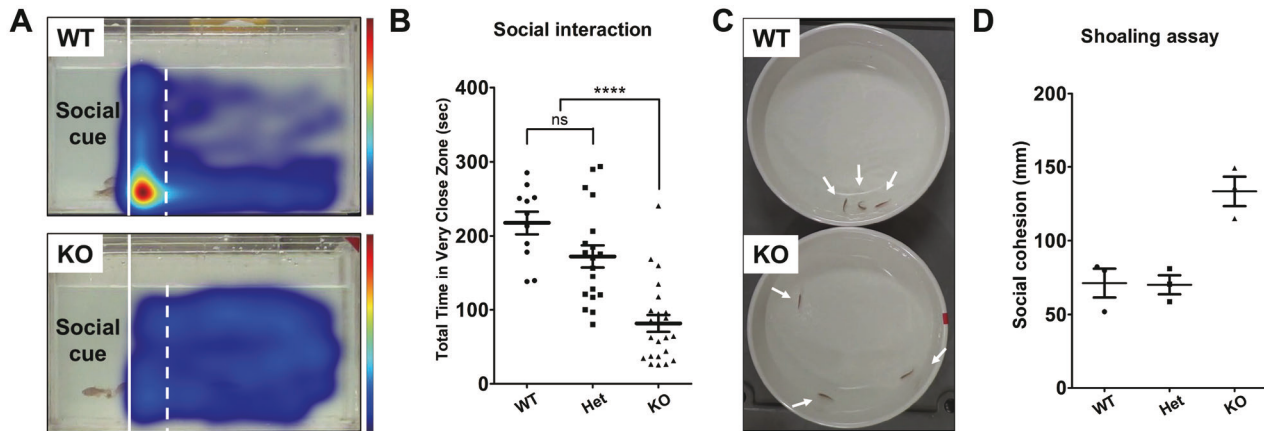 A
WT
Social
cue
KO
Social
cue
B
Social interaction
Total Time in Very Close Zone (sec)
400
300
200
100
0
****
ns
WT
Het
KO
C
WT
KO
D
Shoaling assay
Social cohesion (mm)
200
150
100
50
0
WT
Het
KO